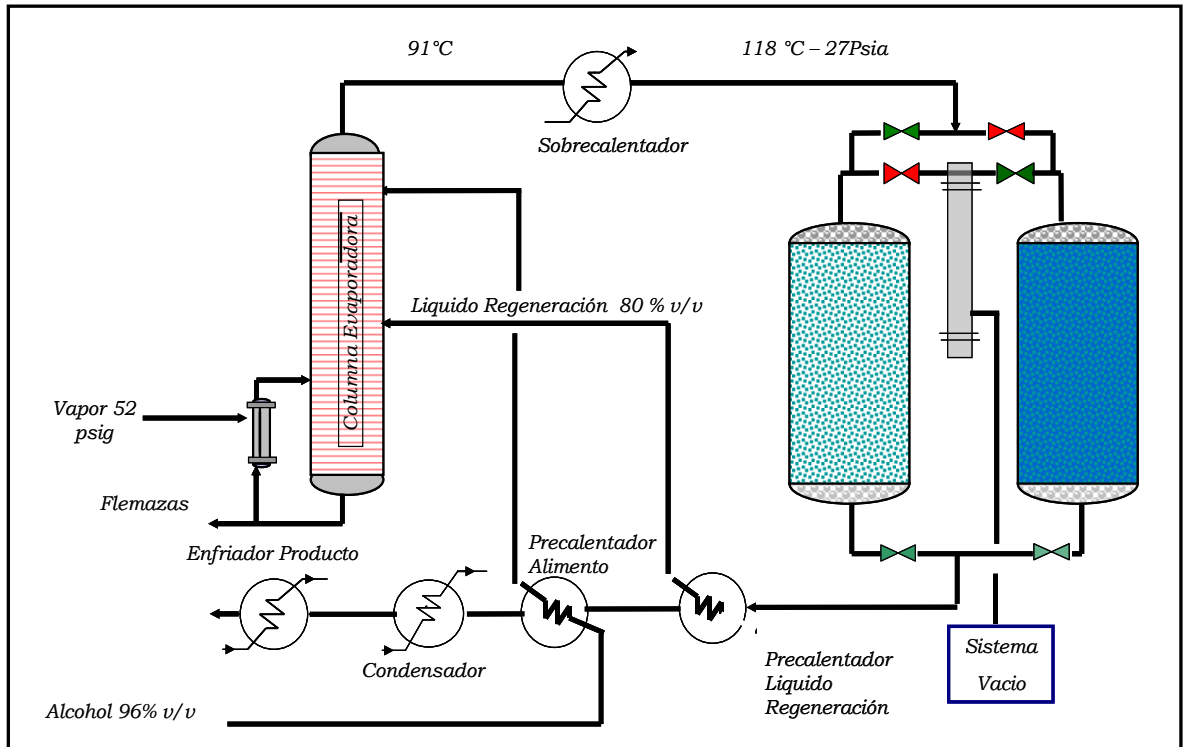 91°C
118 °C – 27Psia
Sobrecalentador
Columna Evaporadora
Liquido Regeneración 80 % v/v
Vapor 52
psig
Flemazas
Enfriador Producto
Precalentador
Alimento
Condensador
Precalentador
Liquido
Regeneración
Sistema
Vacio
Alcohol 96% v/v